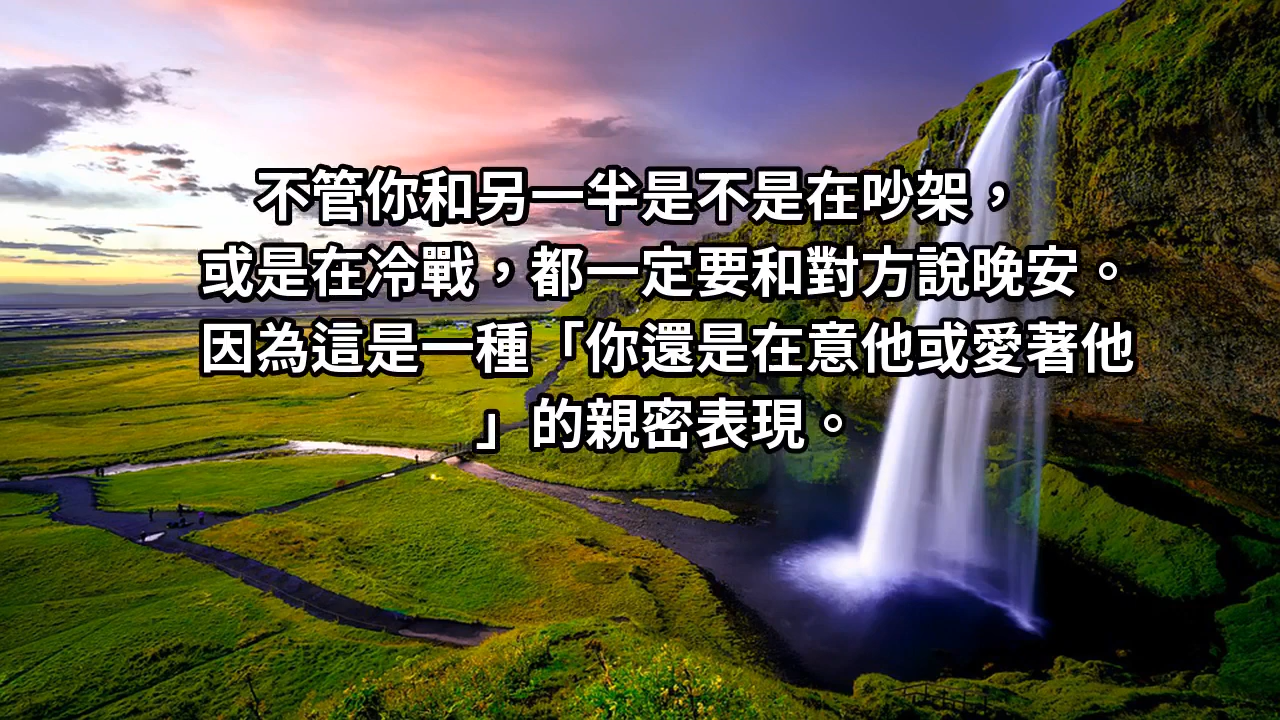 不管你和另一半是不是在吵架，
或是在冷戰，都一定要和對方說晚安。
因為這是一種「你還是在意他或愛著他
」的親密表現。